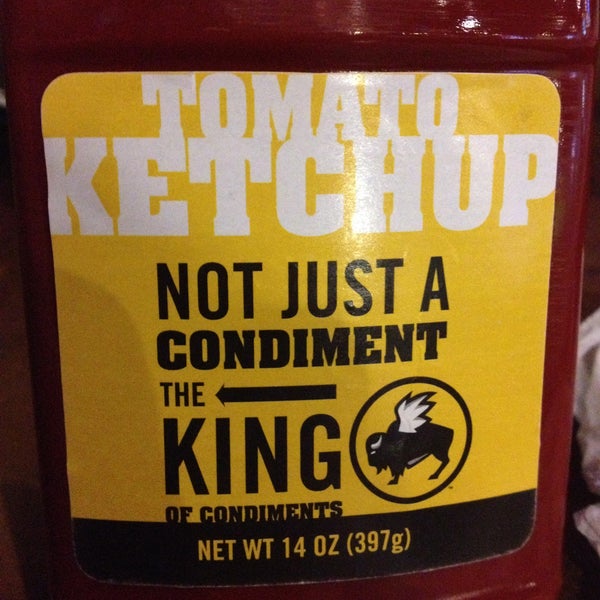 TOMATO
KETCHUP
NOT JUST A
CONDIMENT
THE
KING
OF CONDIMENTS
NET WT 14 OZ (397g)